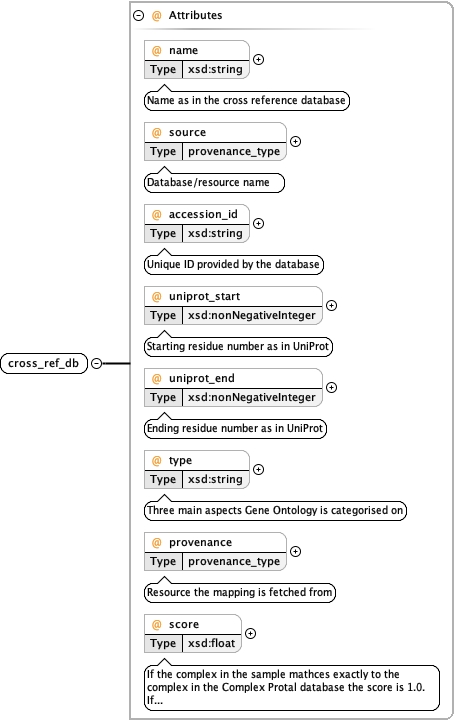 Attributes
@ name
Type xsd:string
Name as in the cross reference database
@ source
Type provenance_type
Database/resource name
@ accession_id
Type xsd:string
Unique ID provided by the database
@ uniprot_start
Type xsd:nonNegativeInteger
Starting residue number as in UniProt
cross_ref_db
@ uniprot_end
Type xsd:nonNegativeInteger
Ending residue number as in UniProt
@ type
Type xsd:string
Three main aspects Gene Ontology is categorised on
@ provenance
Type provenance_type
Resource the mapping is fetched from
@ score
Type xsd:float
If the complex in the sample mathces exactly to the
complex in the Complex Protal database the score is 1.0.
If...